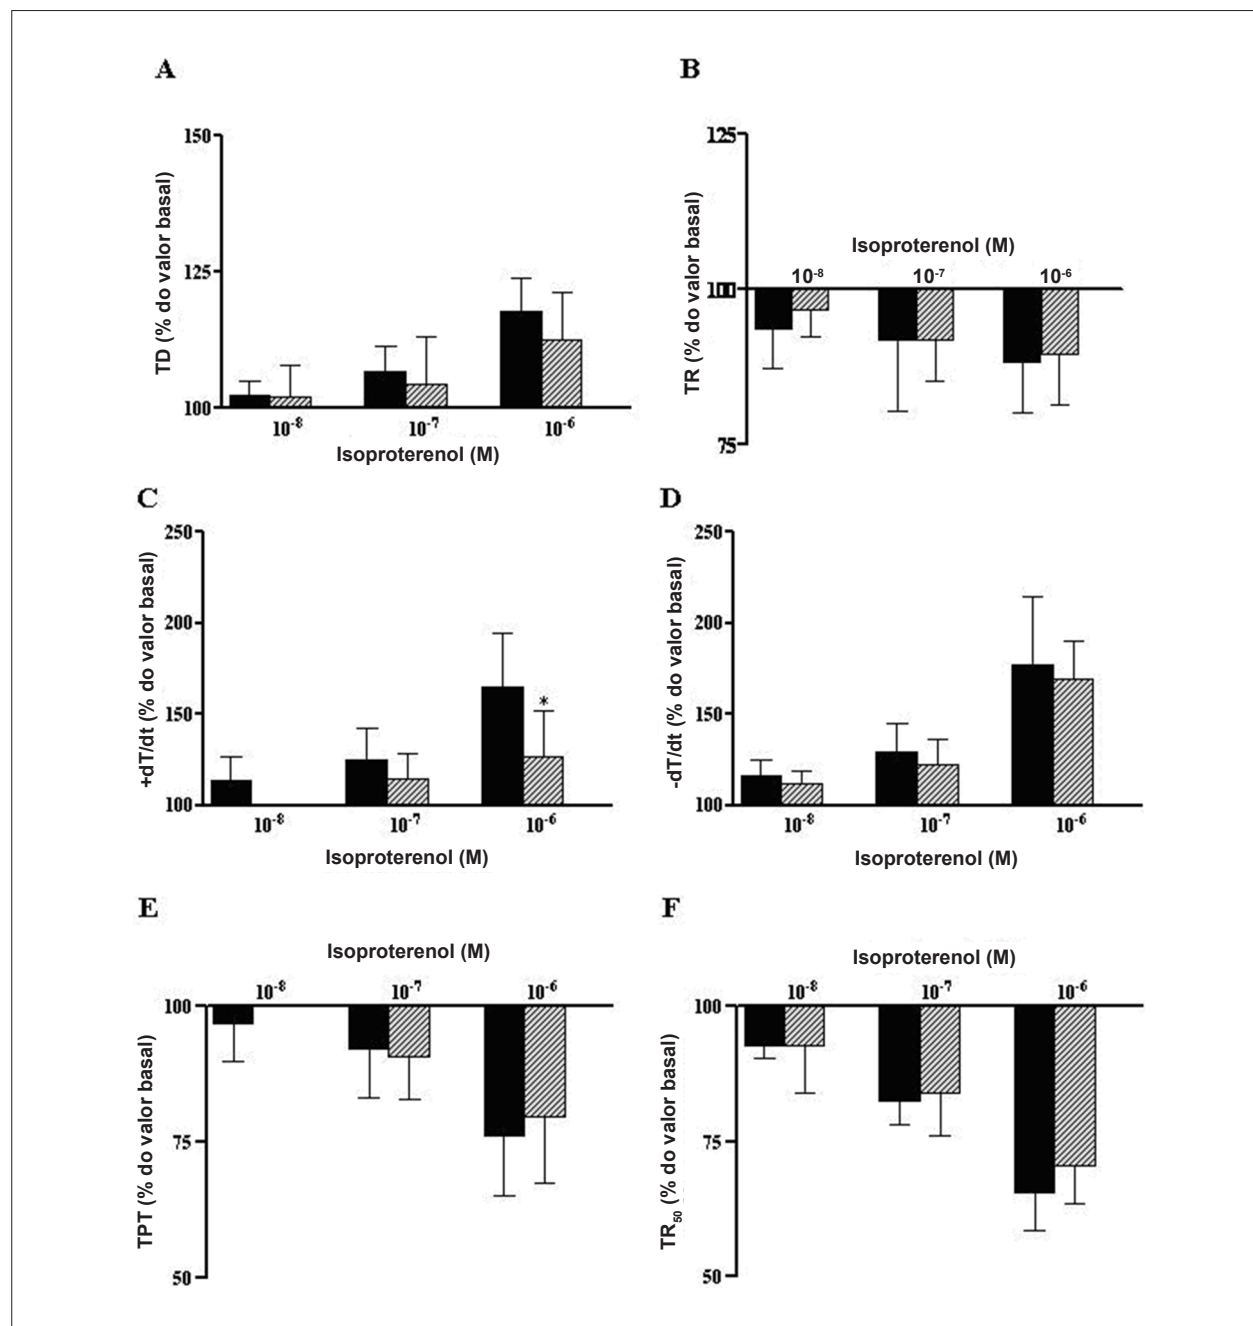 A
150
125
100
TD (% do valor basal)
10⁻⁸ 10⁻⁷ 10⁻⁶
Isoproterenol (M)
B
125
100
75
TR (% do valor basal)
Isoproterenol (M)
10⁻⁸ 10⁻⁷ 10⁻⁶
C
250
200
150
100
+dT/dt (% do valor basal)
*
10⁻⁸ 10⁻⁷ 10⁻⁶
Isoproterenol (M)
D
250
200
150
100
-dT/dt (% do valor basal)
10⁻⁸ 10⁻⁷ 10⁻⁶
Isoproterenol (M)
E
Isoproterenol (M)
10⁻⁸ 10⁻⁷ 10⁻⁶
100
75
50
TPT (% do valor basal)
F
Isoproterenol (M)
10⁻⁸ 10⁻⁷ 10⁻⁶
100
75
50
TR₅₀ (% do valor basal)